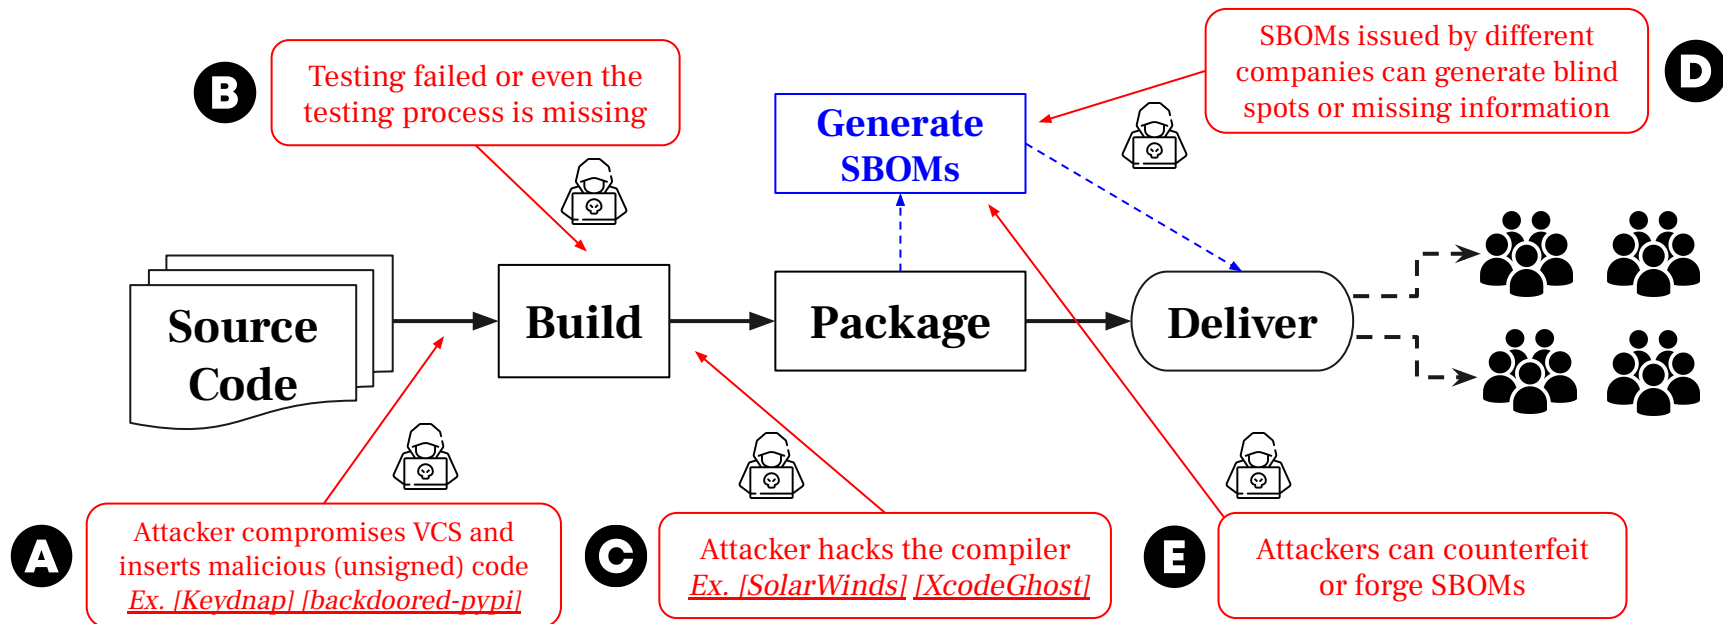 B
Testing failed or even the
testing process is missing
SBOMs issued by different
companies can generate blind
spots or missing information
D
Generate
SBOMs
Source
Code
Build
Package
Deliver
A
Attacker compromises VCS and
inserts malicious (unsigned) code
Ex. [Keydnap] [backdoored-pypi]
C
Attacker hacks the compiler
Ex. [SolarWinds] [XcodeGhost]
E
Attackers can counterfeit
or forge SBOMs